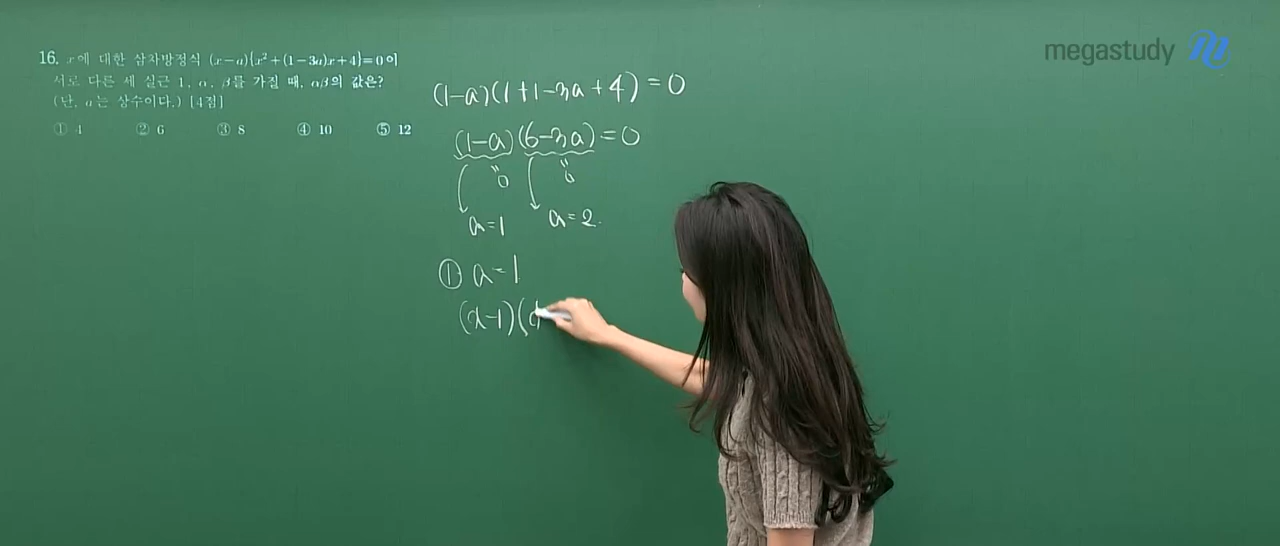 megastudy
16. x에 대한 삼차방정식 (x-a){x²+(1-3a)x+4}=0이
서로 다른 세 실근 1, α, β를 가질 때, αβ의 값은?
(단, a는 상수이다.) [4점]
① 4 ② 6 ③ 8 ④ 10 ⑤ 12
(1-a)(1+1-3a+4)=0
(1-a)(6-3a)=0
" "
0 0
a=1 a=2.
① a=1
(x-1)(